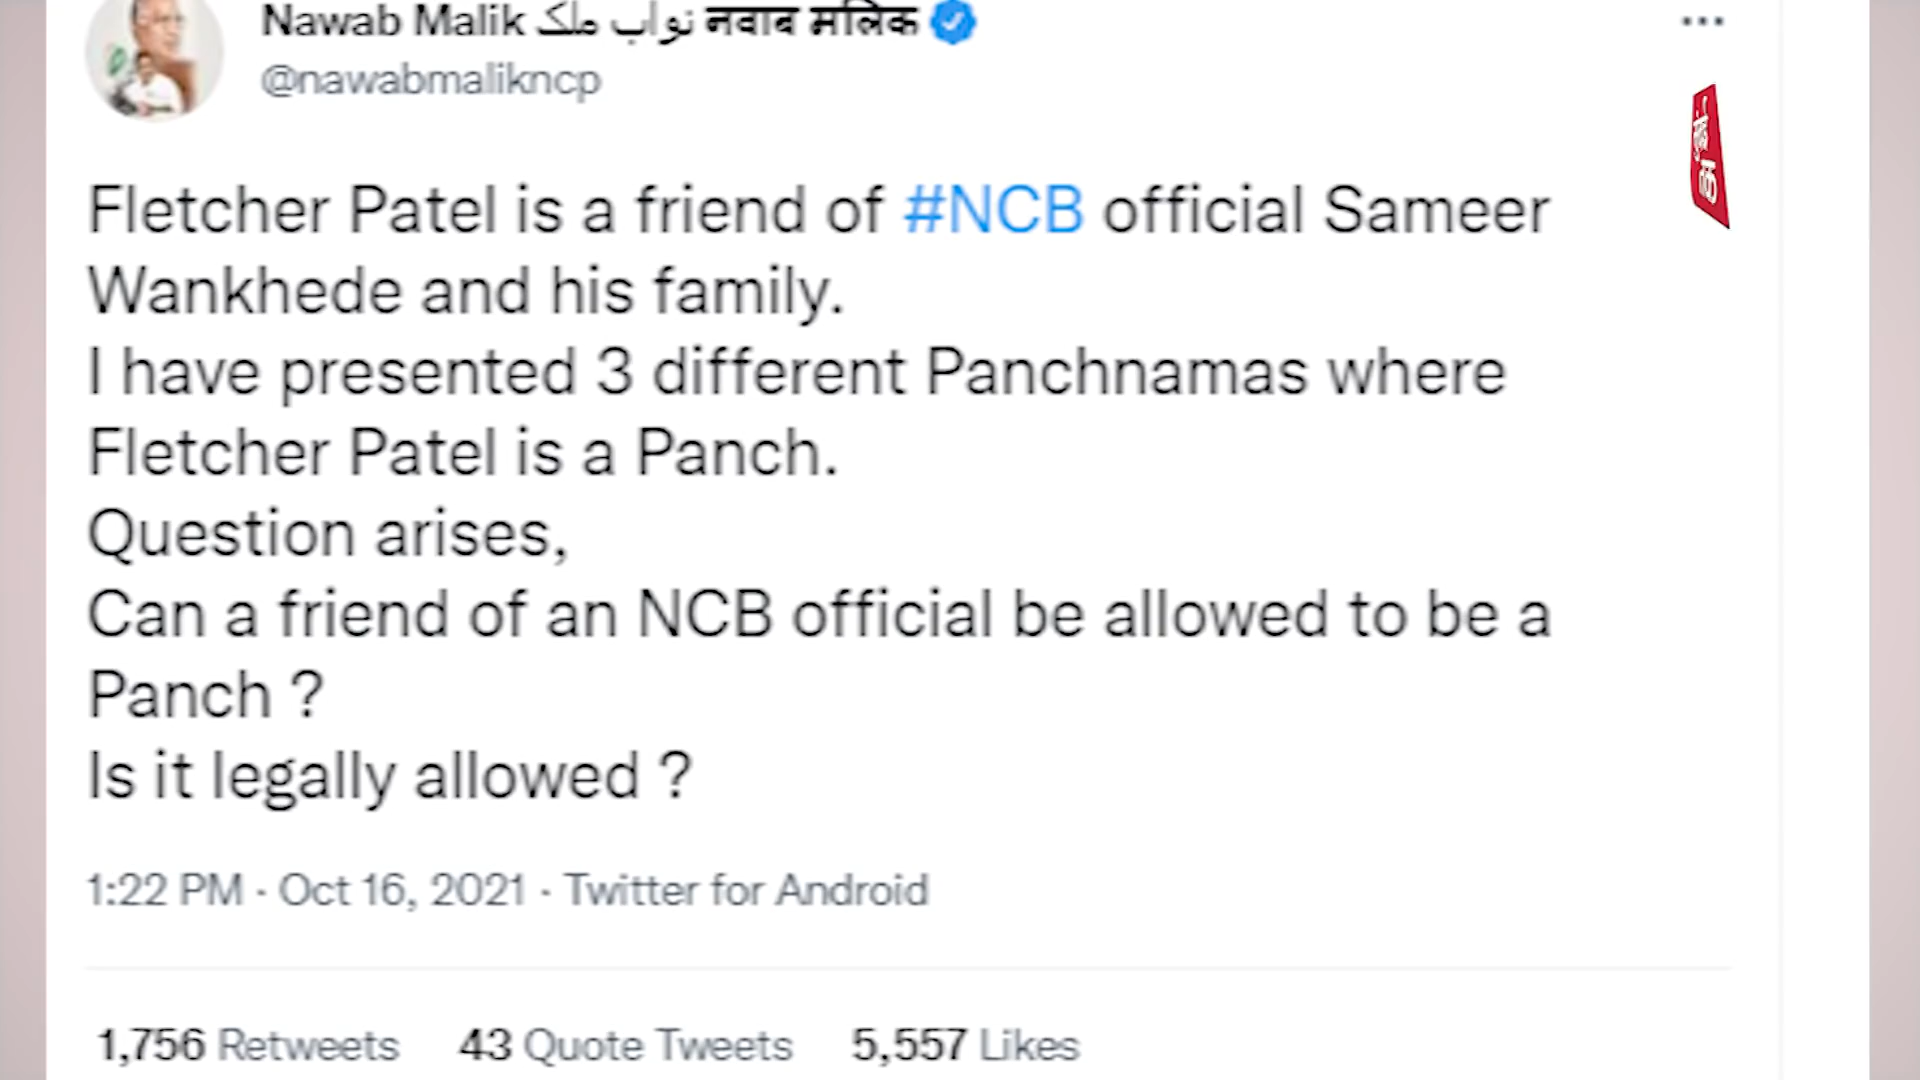 Nawab Malik نواب ملک नवाब मलिक
@nawabmalikncp
Fletcher Patel is a friend of #NCB official Sameer
Wankhede and his family.
I have presented 3 different Panchnamas where
Fletcher Patel is a Panch.
Question arises,
Can a friend of an NCB official be allowed to be a
Panch ?
Is it legally allowed ?
1:22 PM · Oct 16, 2021 · Twitter for Android
1,756 Retweets 43 Quote Tweets 5,557 Likes